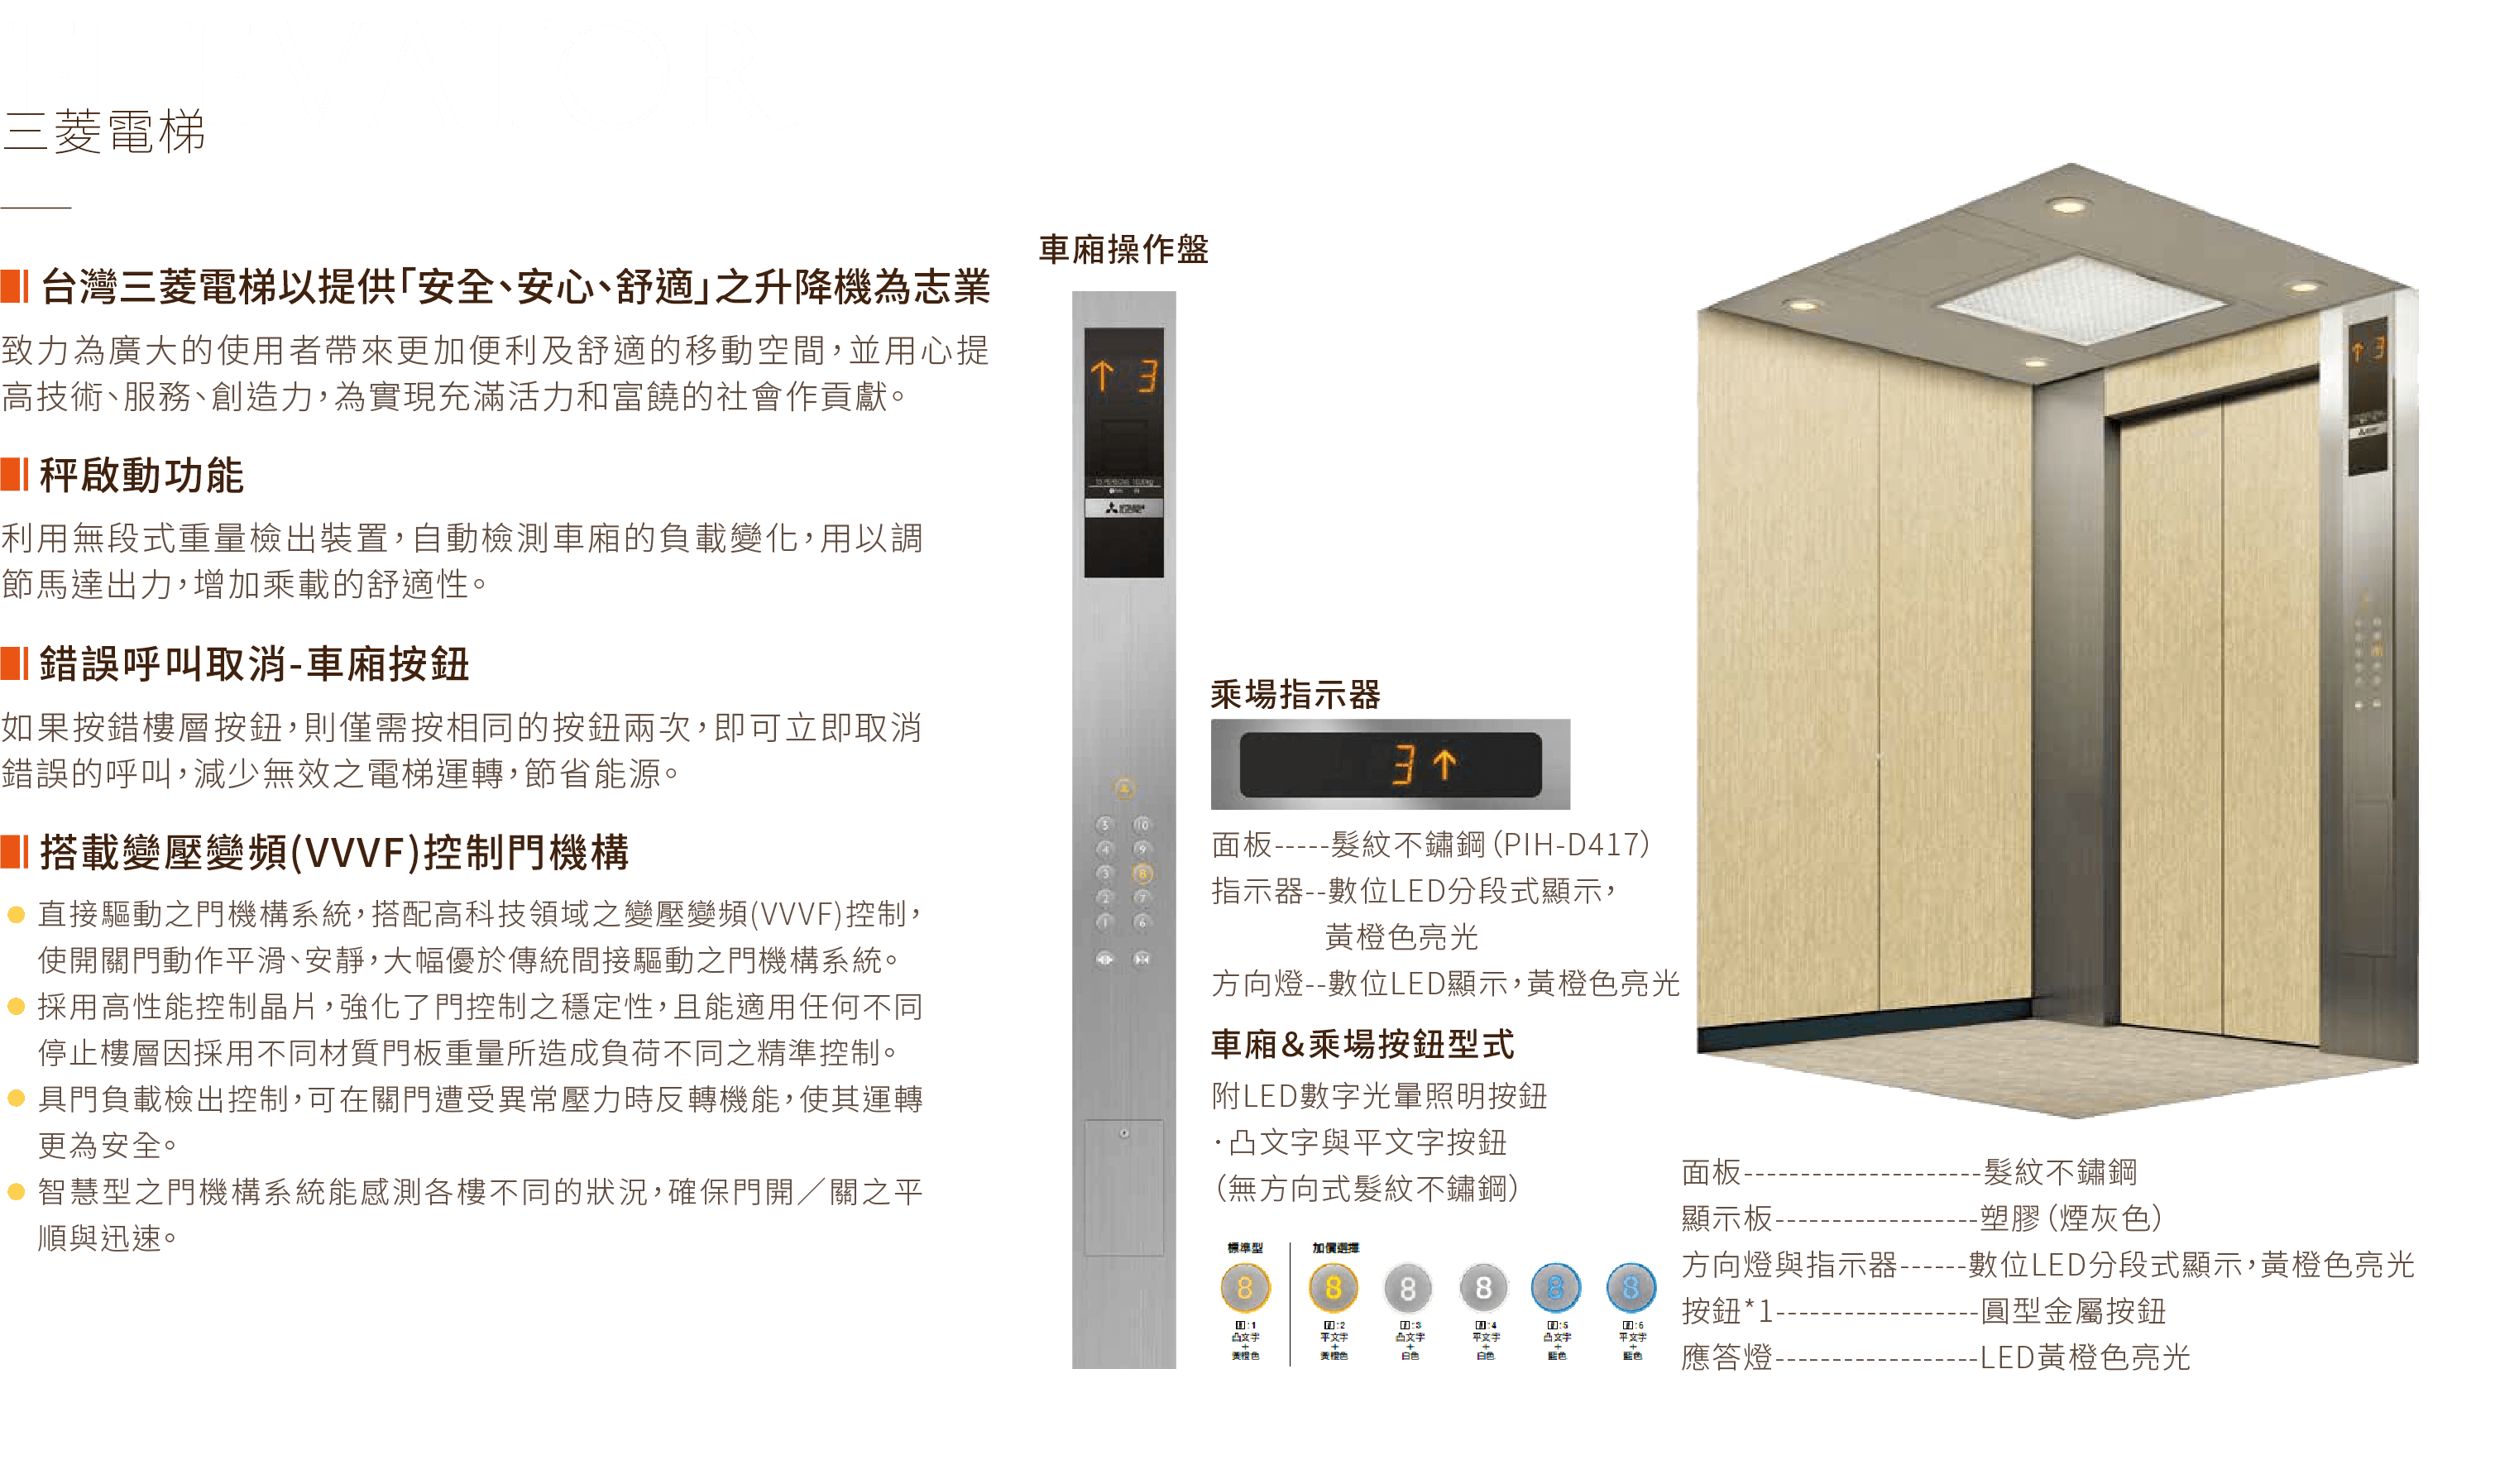 三菱電梯
台灣三菱電梯以提供「安全、安心、舒適」之升降機為志業
致力為廣大的使用者帶來更加便利及舒適的移動空間，並用心提
高技術、服務、創造力，為實現充滿活力和富饒的社會作貢獻。
秤啟動功能
利用無段式重量檢出裝置，自動檢測車廂的負載變化，用以調
節馬達出力，增加乘載的舒適性。
錯誤呼叫取消-車廂按鈕
如果按錯樓層按鈕，則僅需按相同的按鈕兩次，即可立即取消
錯誤的呼叫，減少無效之電梯運轉，節省能源。
搭載變壓變頻(VVVF)控制門機構
直接驅動之門機構系統，搭配高科技領域之變壓變頻(VVVF)控制，
使開關門動作平滑、安靜，大幅優於傳統間接驅動之門機構系統。
採用高性能控制晶片，強化了門控制之穩定性，且能適用任何不同
停止樓層因採用不同材質門板重量所造成負荷不同之精準控制。
具門負載檢出控制，可在關門遭受異常壓力時反轉機能，使其運轉
更為安全。
智慧型之門機構系統能感測各樓不同的狀況，確保門開／關之平
順與迅速。
車廂操作盤
↑ 3
MITSUBISHI
ELECTRIC
5 10
4 9
3 8
2 7
1 6
乘場指示器
3↑
面板-----髮紋不鏽鋼（PIH-D417）
指示器--數位LED分段式顯示，
黃橙色亮光
方向燈--數位LED顯示，黃橙色亮光
車廂&乘場按鈕型式
附LED數字光暈照明按鈕
·凸文字與平文字按鈕
（無方向式髮紋不鏽鋼）
標準型 加價選擇
8 8 8 8 8 8
:1 :2 :3 :4 :5 :6
凸文字 平文字 凸文字 平文字 凸文字 平文字
+ + + + + +
黃橙色 黃橙色 白色 白色 藍色 藍色
↑ 3
面板---------------------髮紋不鏽鋼
顯示板------------------塑膠（煙灰色）
方向燈與指示器------數位LED分段式顯示，黃橙色亮光
按鈕*1------------------圓型金屬按鈕
應答燈------------------LED黃橙色亮光